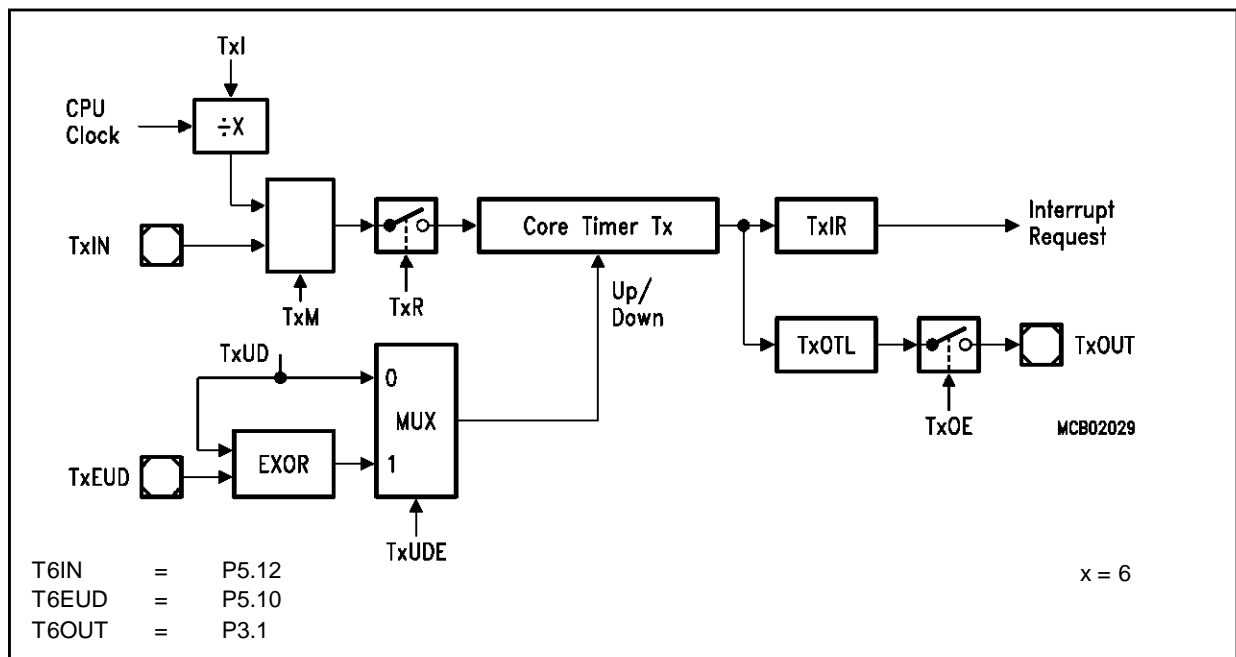 TxI
CPU
Clock
÷X
TxIN
TxM
TxR
Core Timer Tx
TxIR
Interrupt
Request
Up/
Down
TxOTL
TxOUT
TxOE
MCB02029
TxUD
0
MUX
1
EXOR
TxEUD
TxUDE
T6IN = P5.12
T6EUD = P5.10
T6OUT = P3.1
x = 6